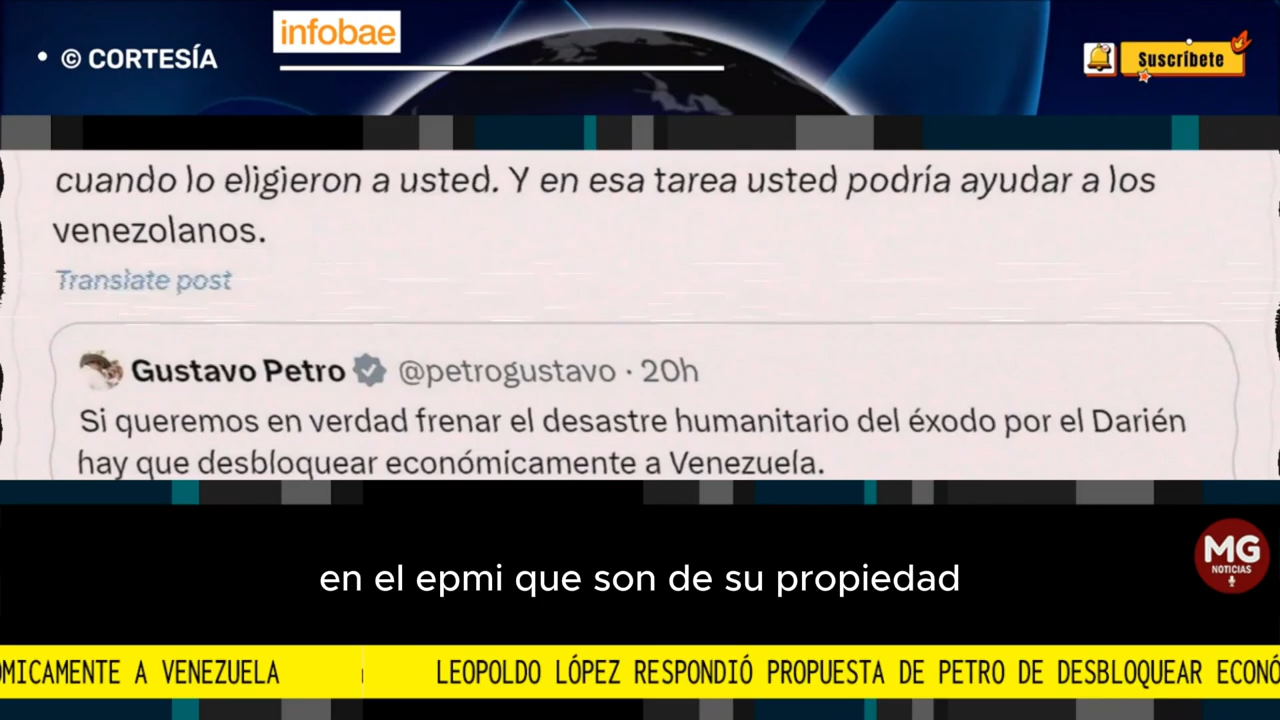 infobae
• © CORTESÍA
Suscríbete
cuando lo eligieron a usted. Y en esa tarea usted podría ayudar a los
venezolanos.
Translate post
Gustavo Petro @petrogustavo · 20h
Si queremos en verdad frenar el desastre humanitario del éxodo por el Darién
hay que desbloquear económicamente a Venezuela.
en el epmi que son de su propiedad
MG
NOTICIAS
OMICAMENTE A VENEZUELA
LEOPOLDO LÓPEZ RESPONDIÓ PROPUESTA DE PETRO DE DESBLOQUEAR ECONÓ